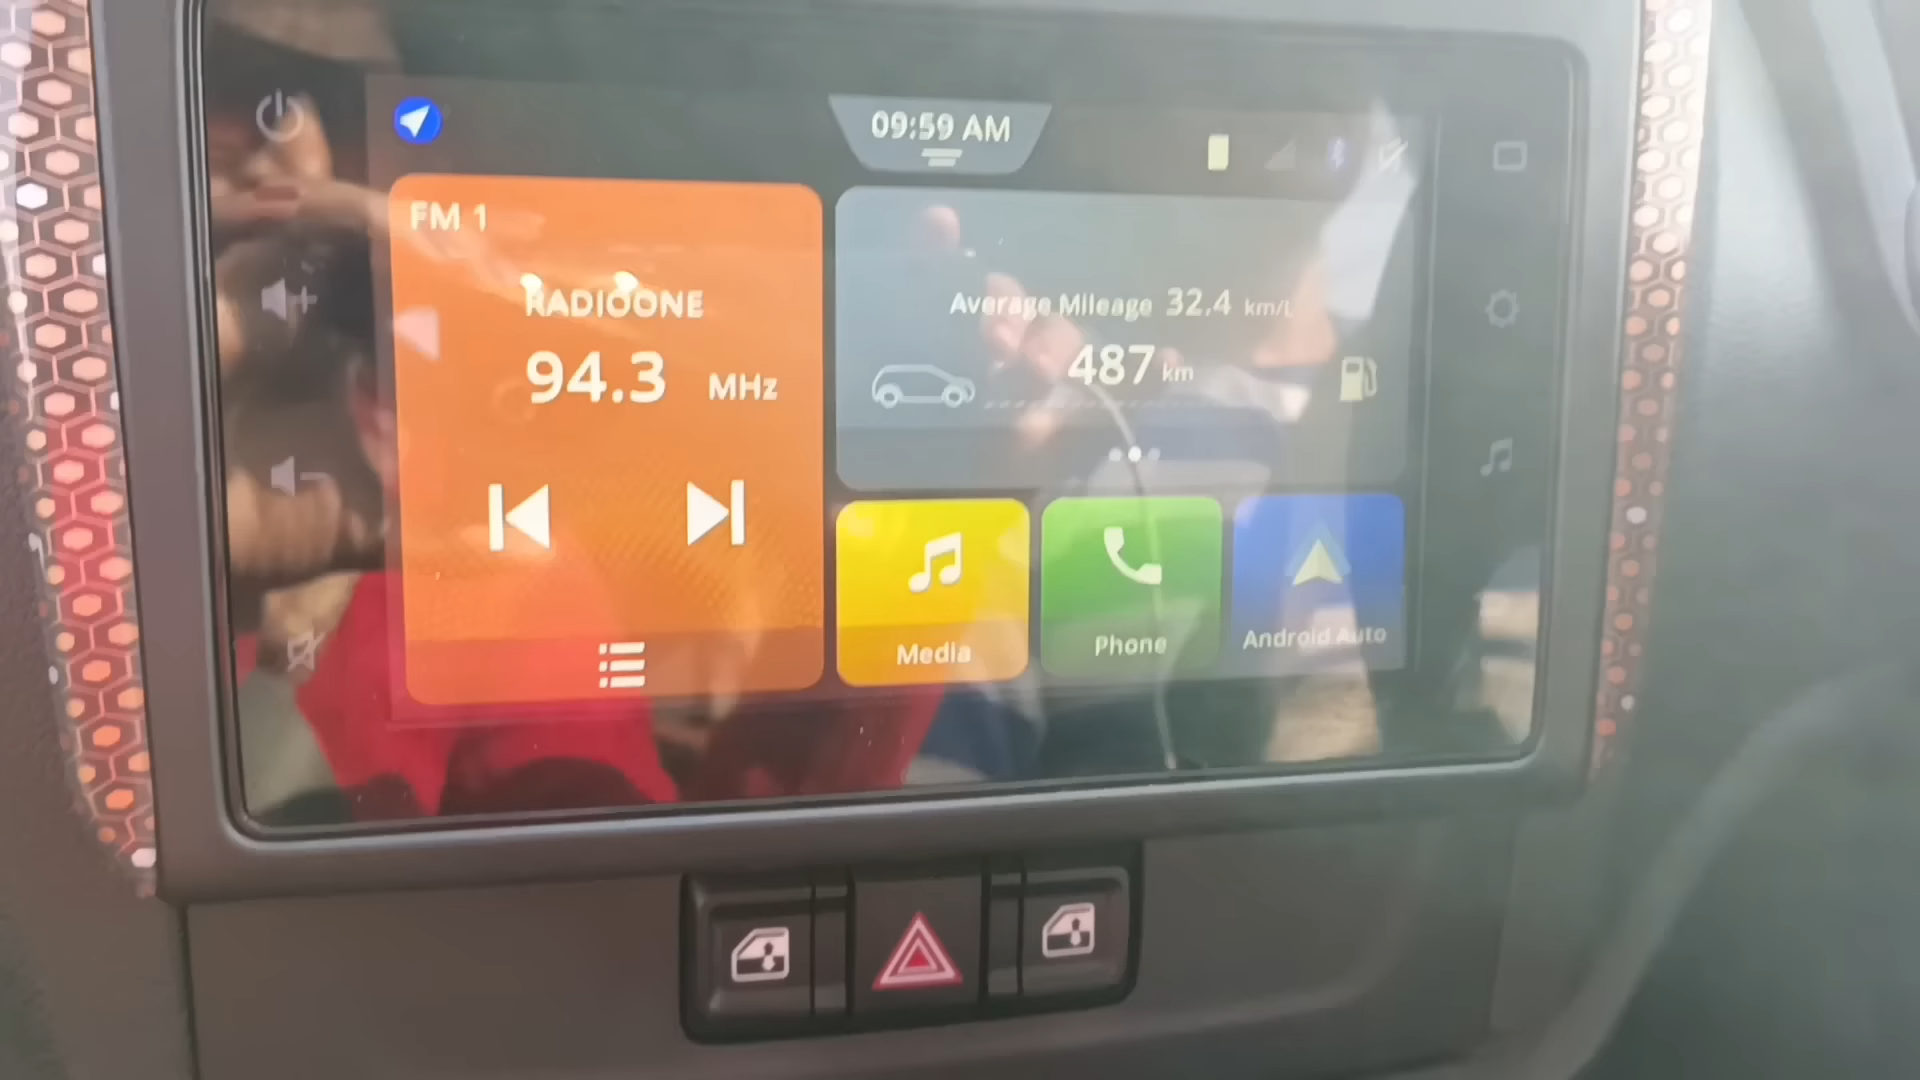 09:59 AM
FM 1
RADIOONE
94.3 MHz
Average Mileage 32.4 km/L
487 km
Media
Phone
Android Auto